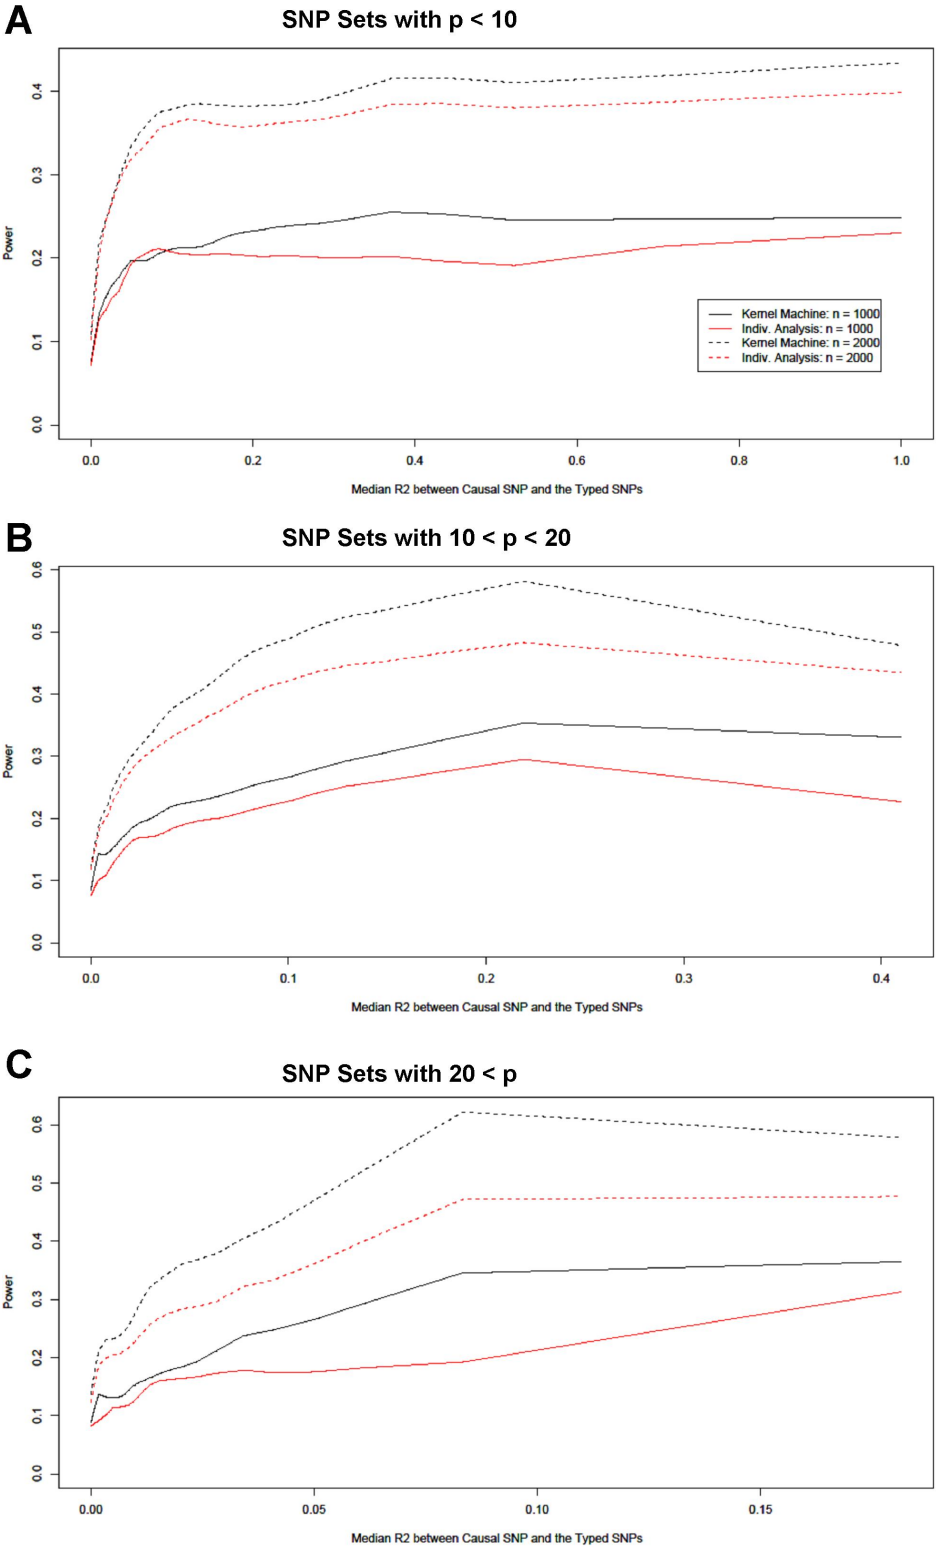 A
SNP Sets with p < 10
0.4
0.3
0.2
0.1
0.0
Power
Kernel Machine: n = 1000
Indiv. Analysis: n = 1000
Kernel Machine: n = 2000
Indiv. Analysis: n = 2000
0.0 0.2 0.4 0.6 0.8 1.0
Median R2 between Causal SNP and the Typed SNPs
B
SNP Sets with 10 < p < 20
0.6
0.5
0.4
0.3
0.2
0.1
0.0
Power
0.0 0.1 0.2 0.3 0.4
Median R2 between Causal SNP and the Typed SNPs
C
SNP Sets with 20 < p
0.6
0.5
0.4
0.3
0.2
0.1
0.0
Power
0.00 0.05 0.10 0.15
Median R2 between Causal SNP and the Typed SNPs